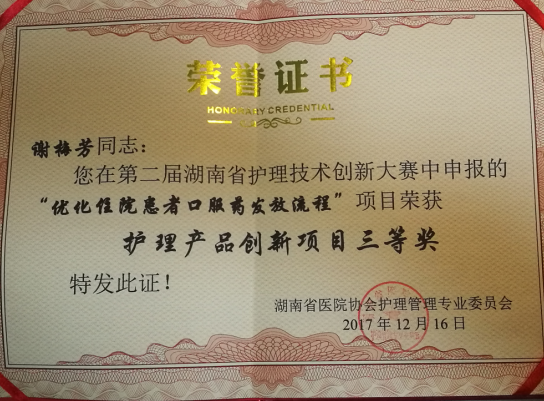 荣誉证书
HONORARY CREDENTIAL
谢梅芳同志：
您在第二届湖南省护理技术创新大赛中申报的
“优化住院患者口服药发放流程”项目荣获
护理产品创新项目三等奖
特发此证！
湖南省医院协会护理管理专业委员会
2017年12月16日